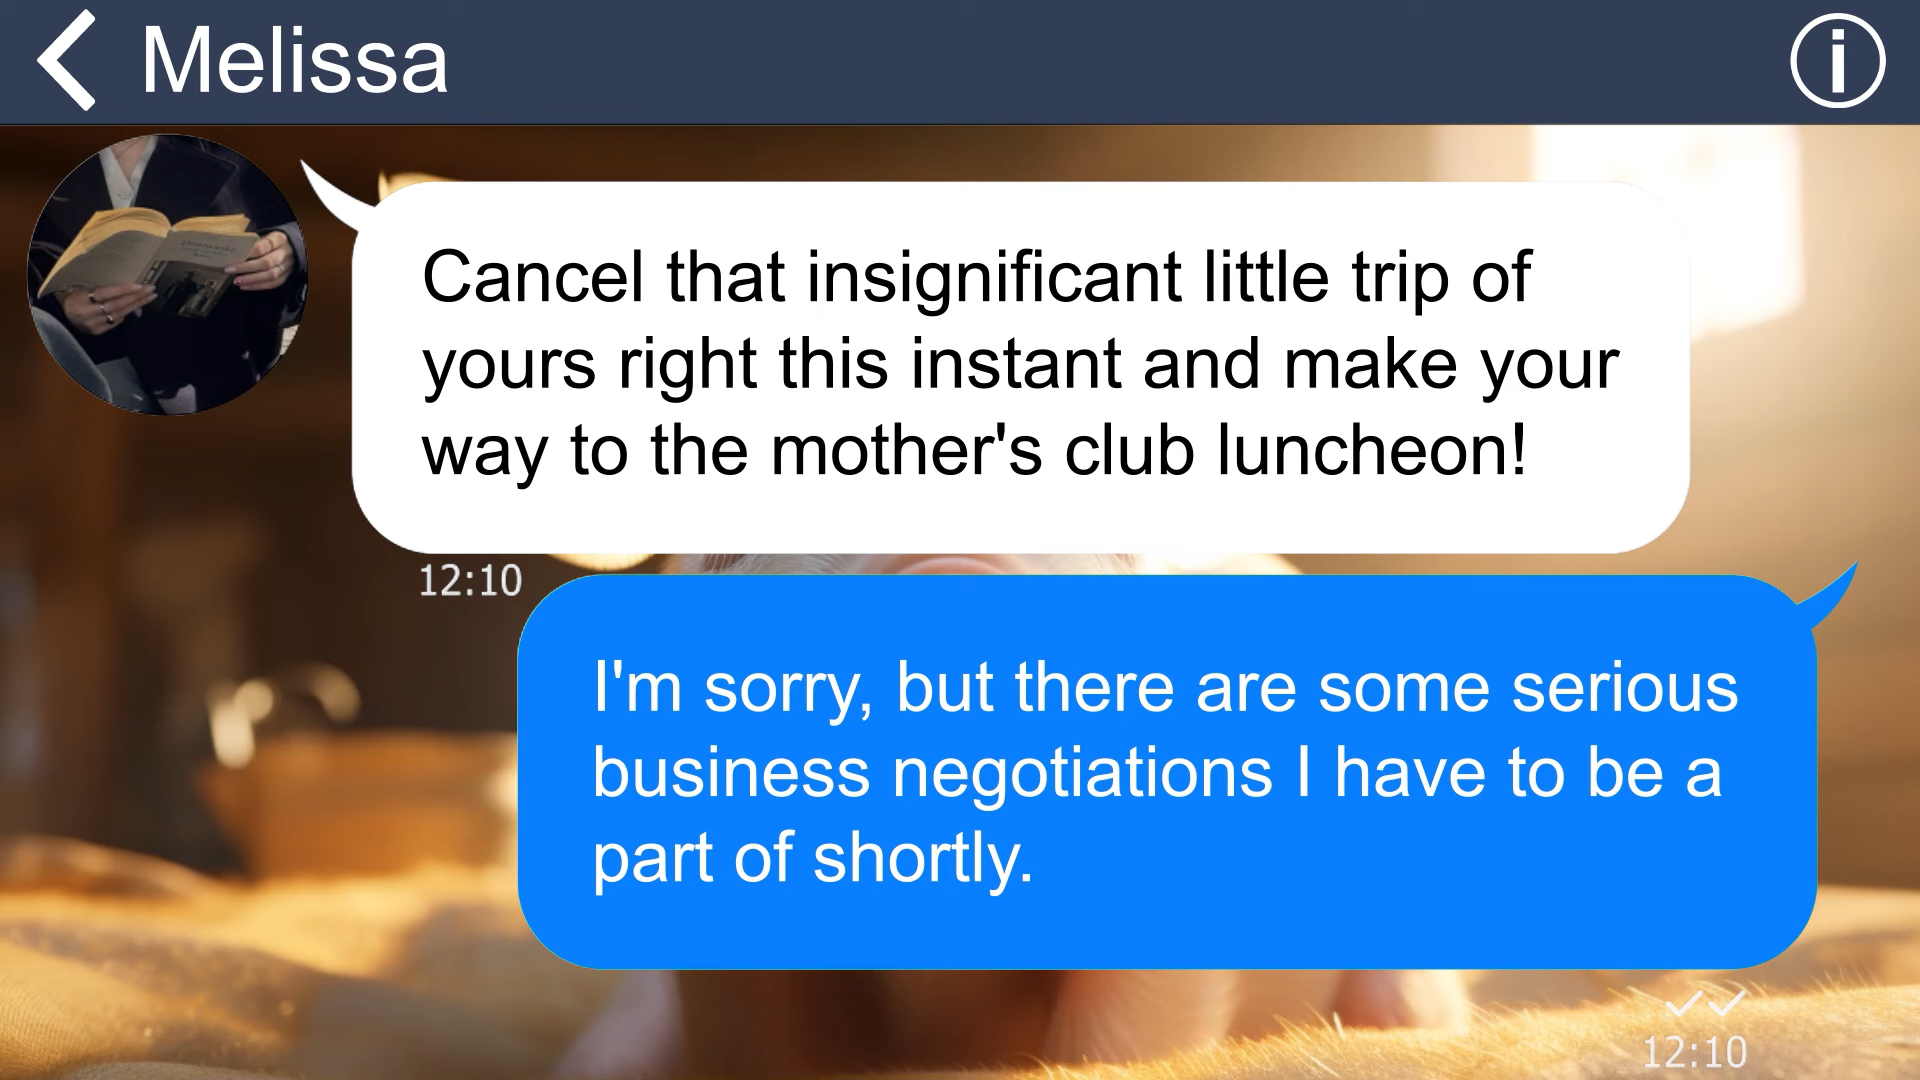 Melissa
Cancel that insignificant little trip of
yours right this instant and make your
way to the mother's club luncheon!
12:10
I'm sorry, but there are some serious
business negotiations I have to be a
part of shortly.
12:10